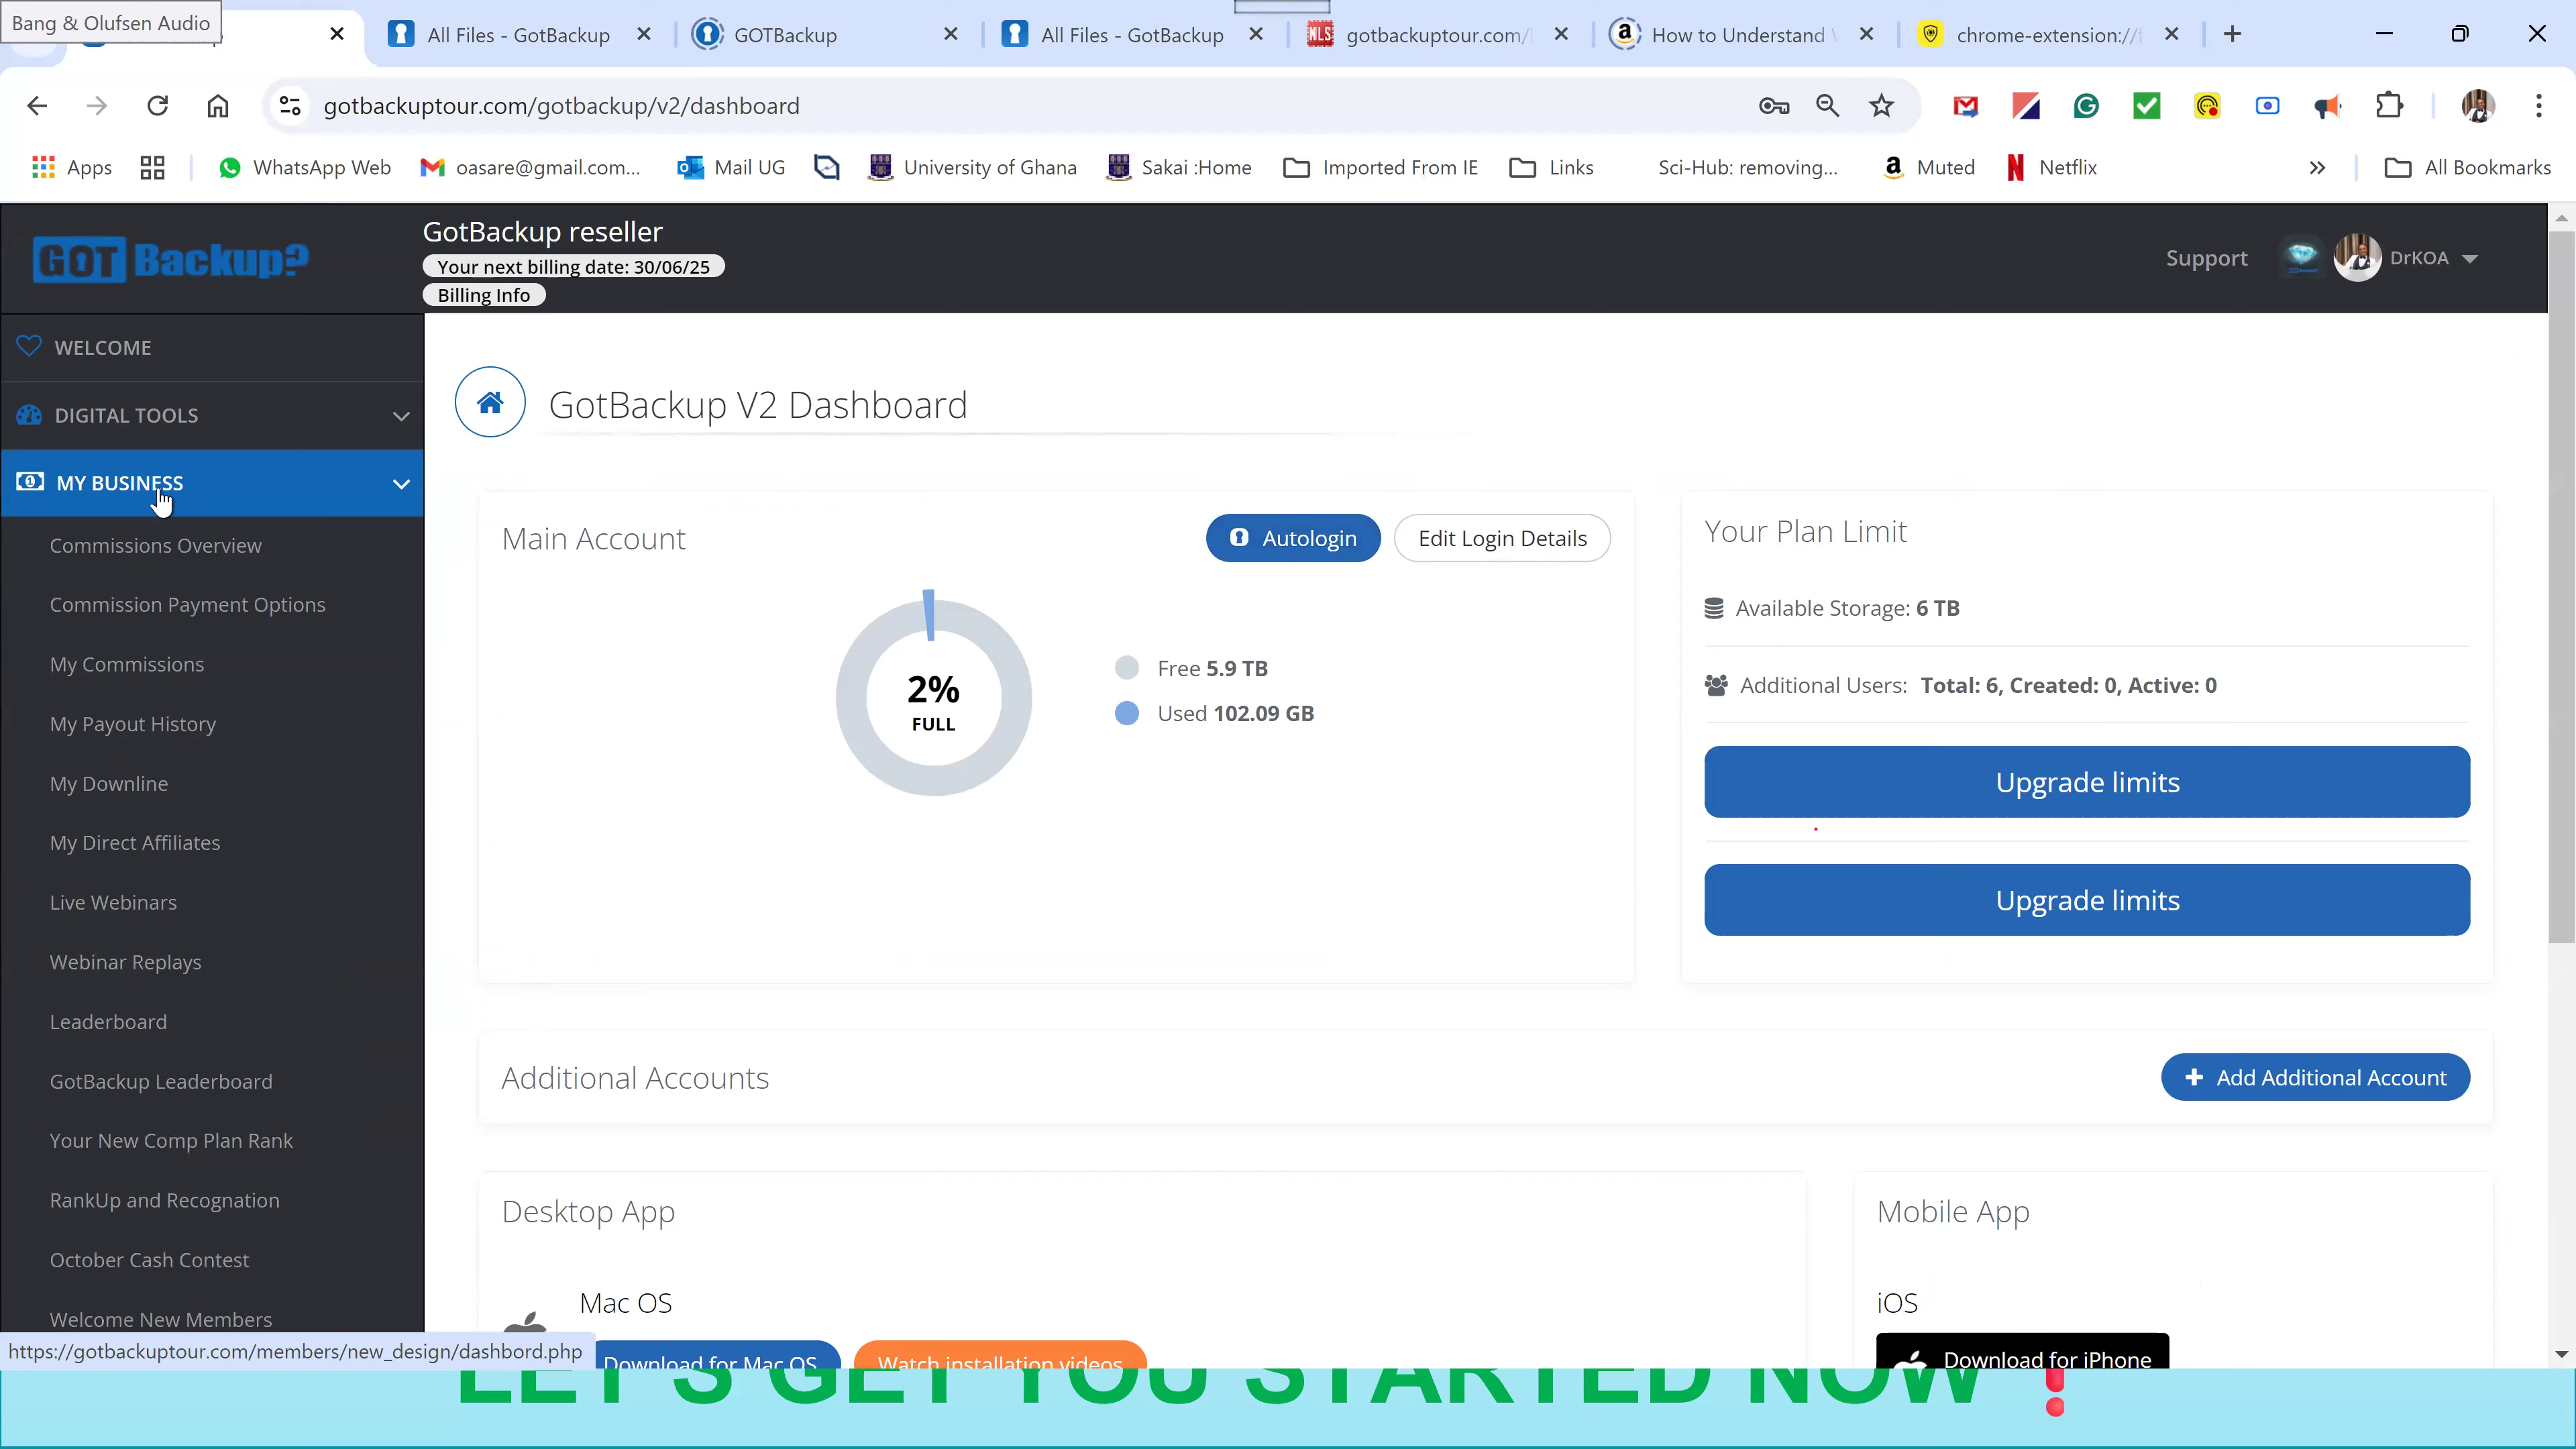 Bang & Olufsen Audio
All Files - GotBackup
GOTBackup
All Files - GotBackup
gotbackuptour.com/
How to Understand
chrome-extension://
gotbackuptour.com/gotbackup/v2/dashboard
Apps
WhatsApp Web
oasare@gmail.com...
Mail UG
University of Ghana
Sakai :Home
Imported From IE
Links
Sci-Hub: removing...
Muted
Netflix
All Bookmarks
GOT Backup?
GotBackup reseller
Your next billing date: 30/06/25
Billing Info
Support
DrKOA
WELCOME
DIGITAL TOOLS
MY BUSINESS
Commissions Overview
Commission Payment Options
My Commissions
My Payout History
My Downline
My Direct Affiliates
Live Webinars
Webinar Replays
Leaderboard
GotBackup Leaderboard
Your New Comp Plan Rank
RankUp and Recognation
October Cash Contest
Welcome New Members
https://gotbackuptour.com/members/new_design/dashbord.php
GotBackup V2 Dashboard
Main Account
Autologin
Edit Login Details
2%
FULL
Free 5.9 TB
Used 102.09 GB
Your Plan Limit
Available Storage: 6 TB
Additional Users: Total: 6, Created: 0, Active: 0
Upgrade limits
Upgrade limits
Additional Accounts
Add Additional Account
Desktop App
Mac OS
Download for Mac OS
Watch installation videos
Mobile App
iOS
Download for iPhone
LET'S GET YOU STARTED NOW❗